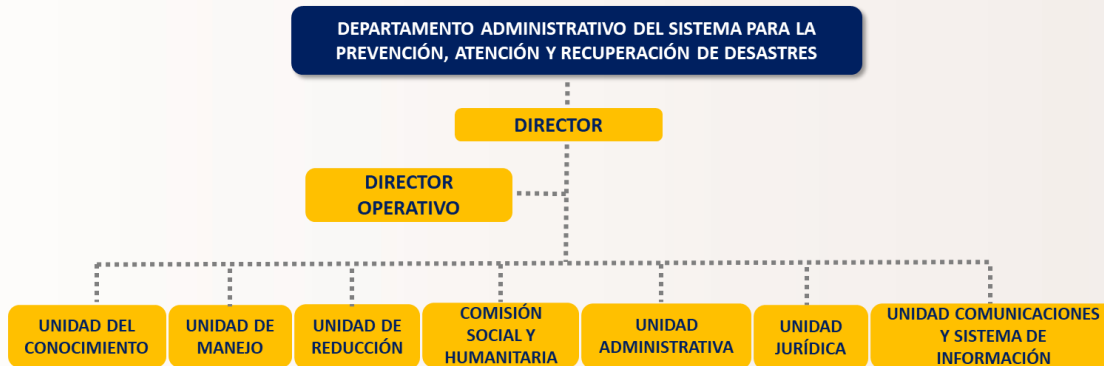 DEPARTAMENTO ADMINISTRATIVO DEL SISTEMA PARA LA
PREVENCIÓN, ATENCIÓN Y RECUPERACIÓN DE DESASTRES
DIRECTOR
DIRECTOR
OPERATIVO
UNIDAD DEL
CONOCIMIENTO
UNIDAD DE
MANEJO
UNIDAD DE
REDUCCIÓN
COMISIÓN
SOCIAL Y
HUMANITARIA
UNIDAD
ADMINISTRATIVA
UNIDAD
JURÍDICA
UNIDAD COMUNICACIONES
Y SISTEMA DE
INFORMACIÓN